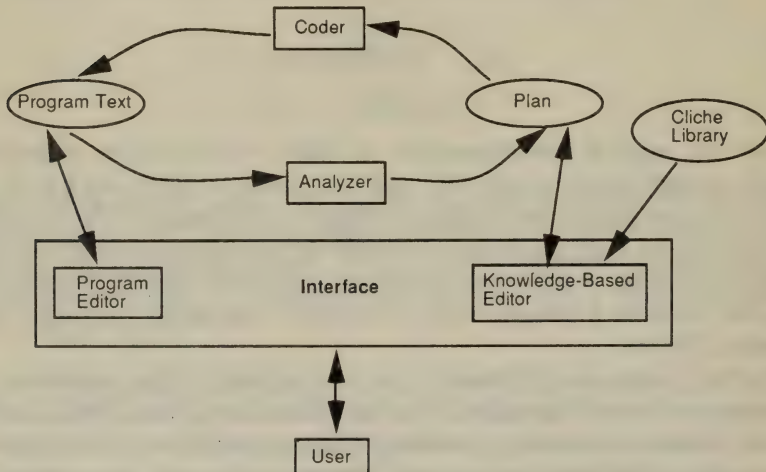 Coder
Program Text
Plan
Cliche
Library
Analyzer
Program
Editor
Interface
Knowledge-Based
Editor
User